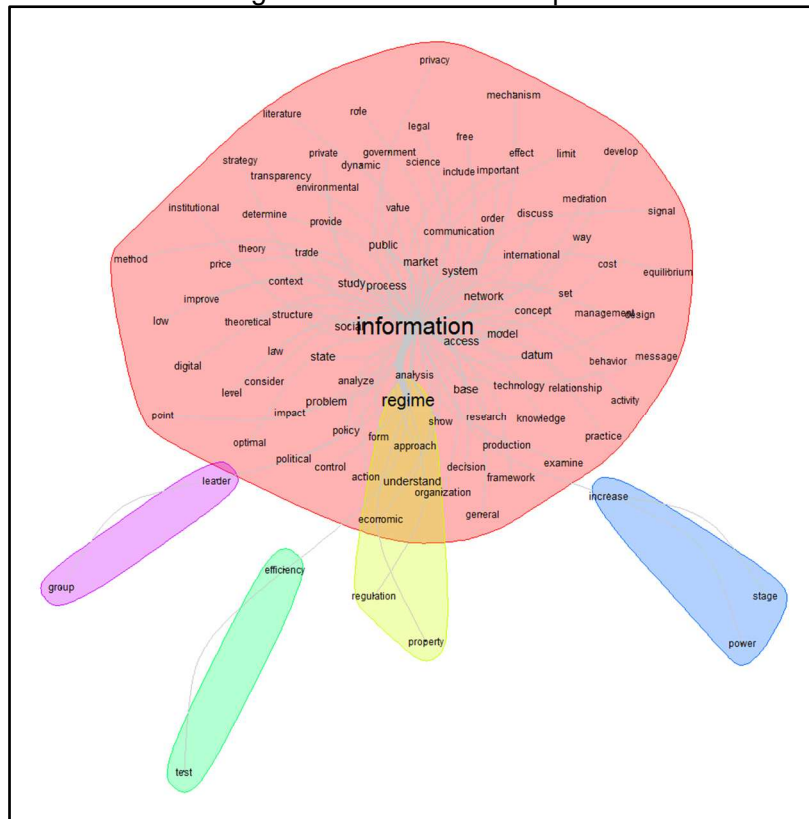 privacy
mechanism
literature
role
legal
free
strategy
private
government
effect
limit
develop
dynamic
science
include
important
transparency
environmental
institutional
determine
provide
value
order
discuss
mediation
signal
communication
way
method
theory
trade
public
international
price
market
system
cost
equilibrium
context
study
process
improve
network
set
low
theoretical
structure
social
information
concept
management
design
access
model
law
state
datum
behavior
message
digital
consider
analyze
analysis
base
technology
relationship
level
problem
regime
activity
point
impact
show
research
knowledge
policy
form
approach
production
practice
optimal
political
control
action
understand
decision
framework
examine
leader
organization
increase
economic
general
efficiency
group
regulation
stage
property
power
test